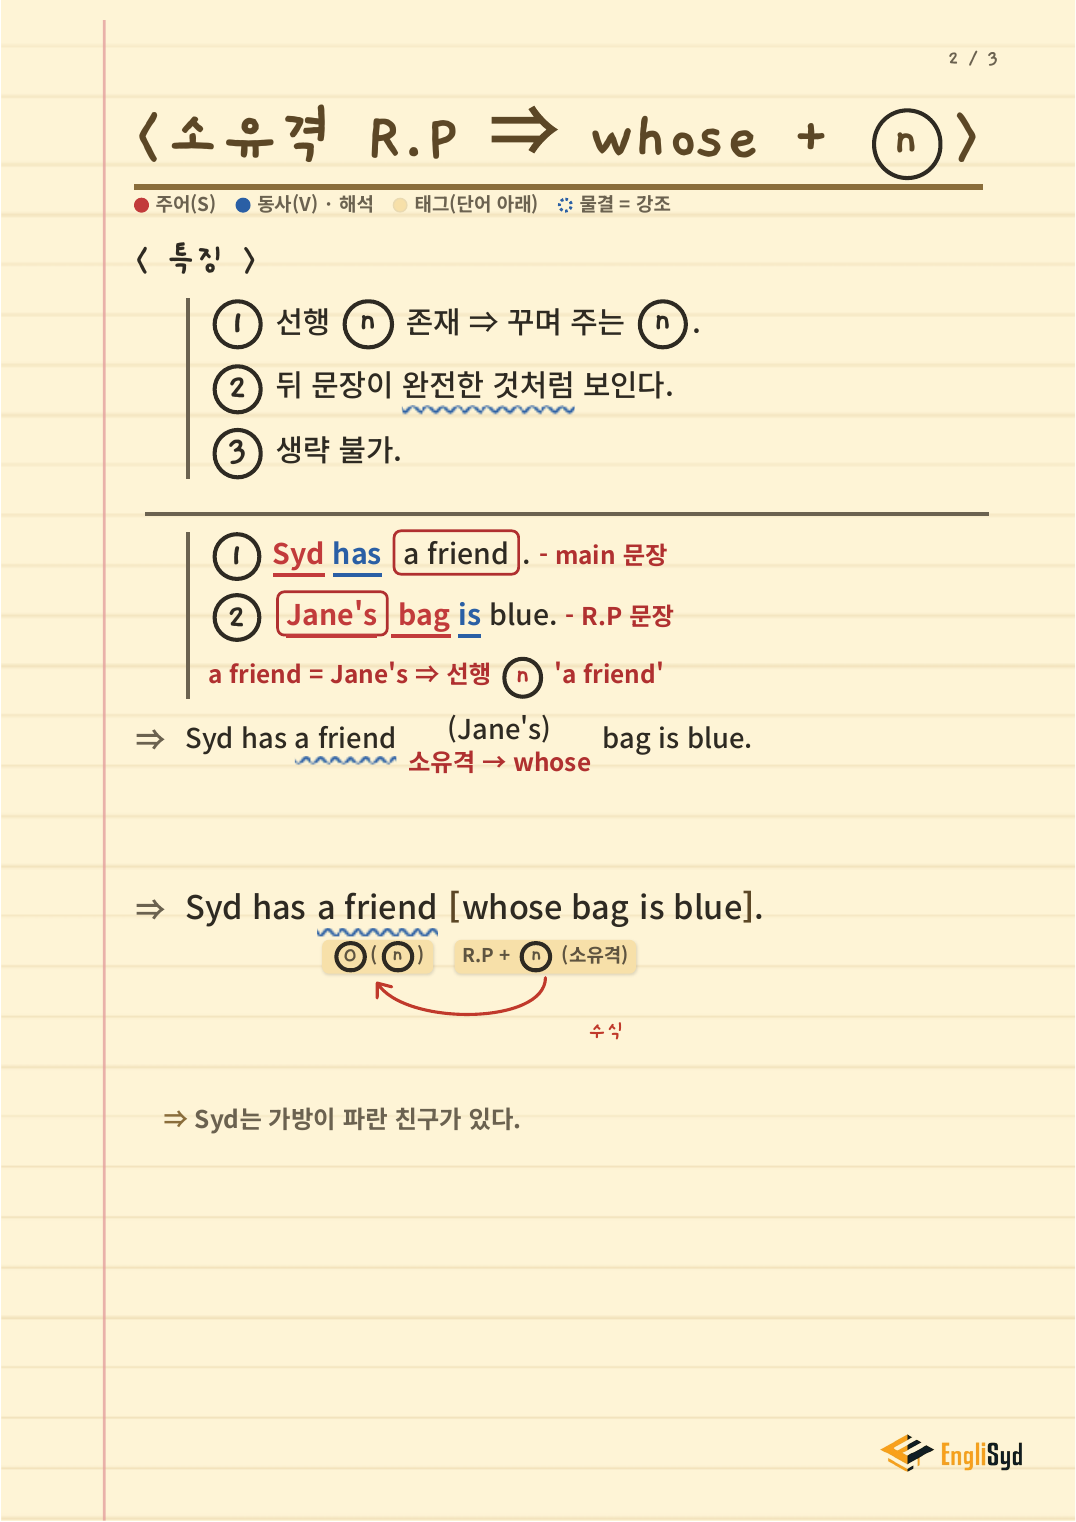 2 / 3
〈소유격 R.P ⇒ whose + ⓝ〉
주어(S) 동사(V) · 해석 태그(단어 아래) 물결 = 강조
〈 특징 〉
① 선행 ⓝ 존재 ⇒ 꾸며 주는 ⓝ.
② 뒤 문장이 완전한 것처럼 보인다.
③ 생략 불가.
① Syd has a friend. - main 문장
② Jane's bag is blue. - R.P 문장
a friend = Jane's ⇒ 선행 ⓝ 'a friend'
⇒ Syd has a friend (Jane's) bag is blue.
소유격 → whose
⇒ Syd has a friend [whose bag is blue].
Ⓞ(ⓝ) R.P + ⓝ (소유격)
수식
⇒ Syd는 가방이 파란 친구가 있다.
EngliSyd